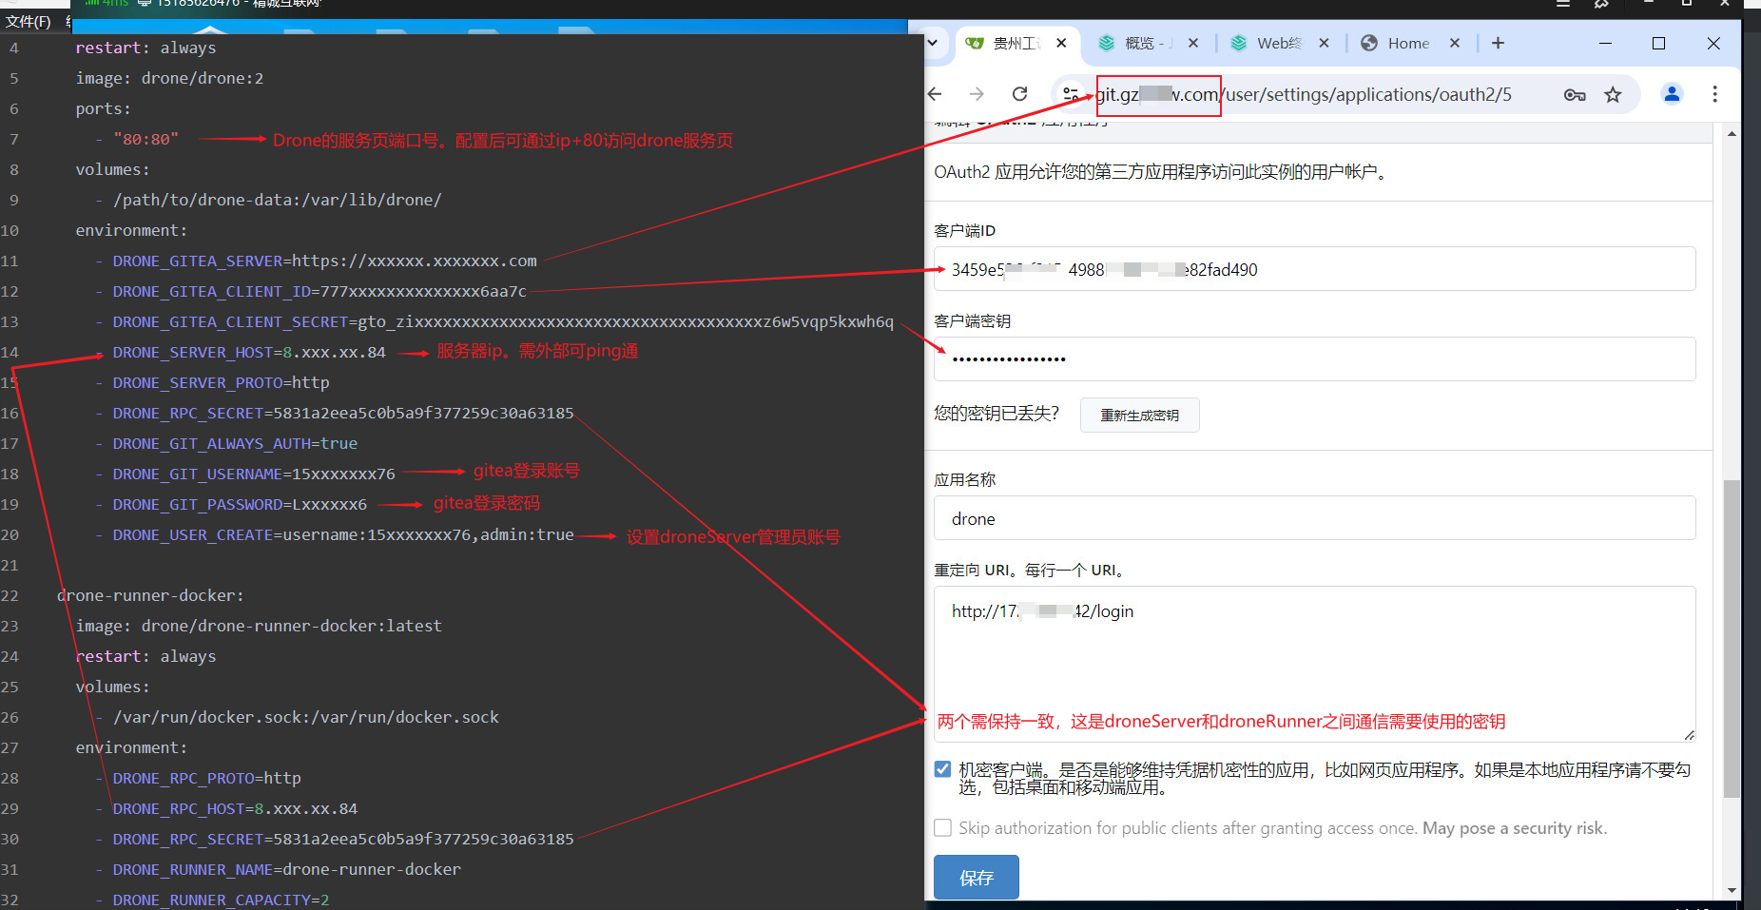 4ms 15185626476 - 精诚互联网
文件(F)
4 restart: always
5 image: drone/drone:2
6 ports:
7 - "80:80" Drone的服务页端口号。配置后可通过ip+80访问drone服务页
8 volumes:
9 - /path/to/drone-data:/var/lib/drone/
10 environment:
11 - DRONE_GITEA_SERVER=https://xxxxxx.xxxxxxx.com
12 - DRONE_GITEA_CLIENT_ID=777xxxxxxxxxxxxxx6aa7c
13 - DRONE_GITEA_CLIENT_SECRET=gto_zixxxxxxxxxxxxxxxxxxxxxxxxxxxxxxxxxxxxxz6w5vqp5kxwh6q
14 - DRONE_SERVER_HOST=8.xxx.xx.84 服务器ip。需外部可ping通
15 - DRONE_SERVER_PROTO=http
16 - DRONE_RPC_SECRET=5831a2eea5c0b5a9f377259c30a63185
17 - DRONE_GIT_ALWAYS_AUTH=true
18 - DRONE_GIT_USERNAME=15xxxxxxx76 gitea登录账号
19 - DRONE_GIT_PASSWORD=Lxxxxxx6 gitea登录密码
20 - DRONE_USER_CREATE=username:15xxxxxxx76,admin:true 设置droneServer管理员账号
21
22 drone-runner-docker:
23 image: drone/drone-runner-docker:latest
24 restart: always
25 volumes:
26 - /var/run/docker.sock:/var/run/docker.sock
27 environment:
28 - DRONE_RPC_PROTO=http
29 - DRONE_RPC_HOST=8.xxx.xx.84
30 - DRONE_RPC_SECRET=5831a2eea5c0b5a9f377259c30a63185
31 - DRONE_RUNNER_NAME=drone-runner-docker
32 - DRONE_RUNNER_CAPACITY=2
贵州工 概览 - Web终 Home
git.gz w.com/user/settings/applications/oauth2/5
OAuth2 应用允许您的第三方应用程序访问此实例的用户帐户。
客户端ID
3459e5 4988 e82fad490
客户端密钥
•••••••••••••••••
您的密钥已丢失? 重新生成密钥
应用名称
drone
重定向 URI。每行一个 URI。
http://17. .42/login
两个需保持一致，这是droneServer和droneRunner之间通信需要使用的密钥
机密客户端。是否是能够维持凭据机密性的应用，比如网页应用程序。如果是本地应用程序请不要勾
选，包括桌面和移动端应用。
Skip authorization for public clients after granting access once. May pose a security risk.
保存